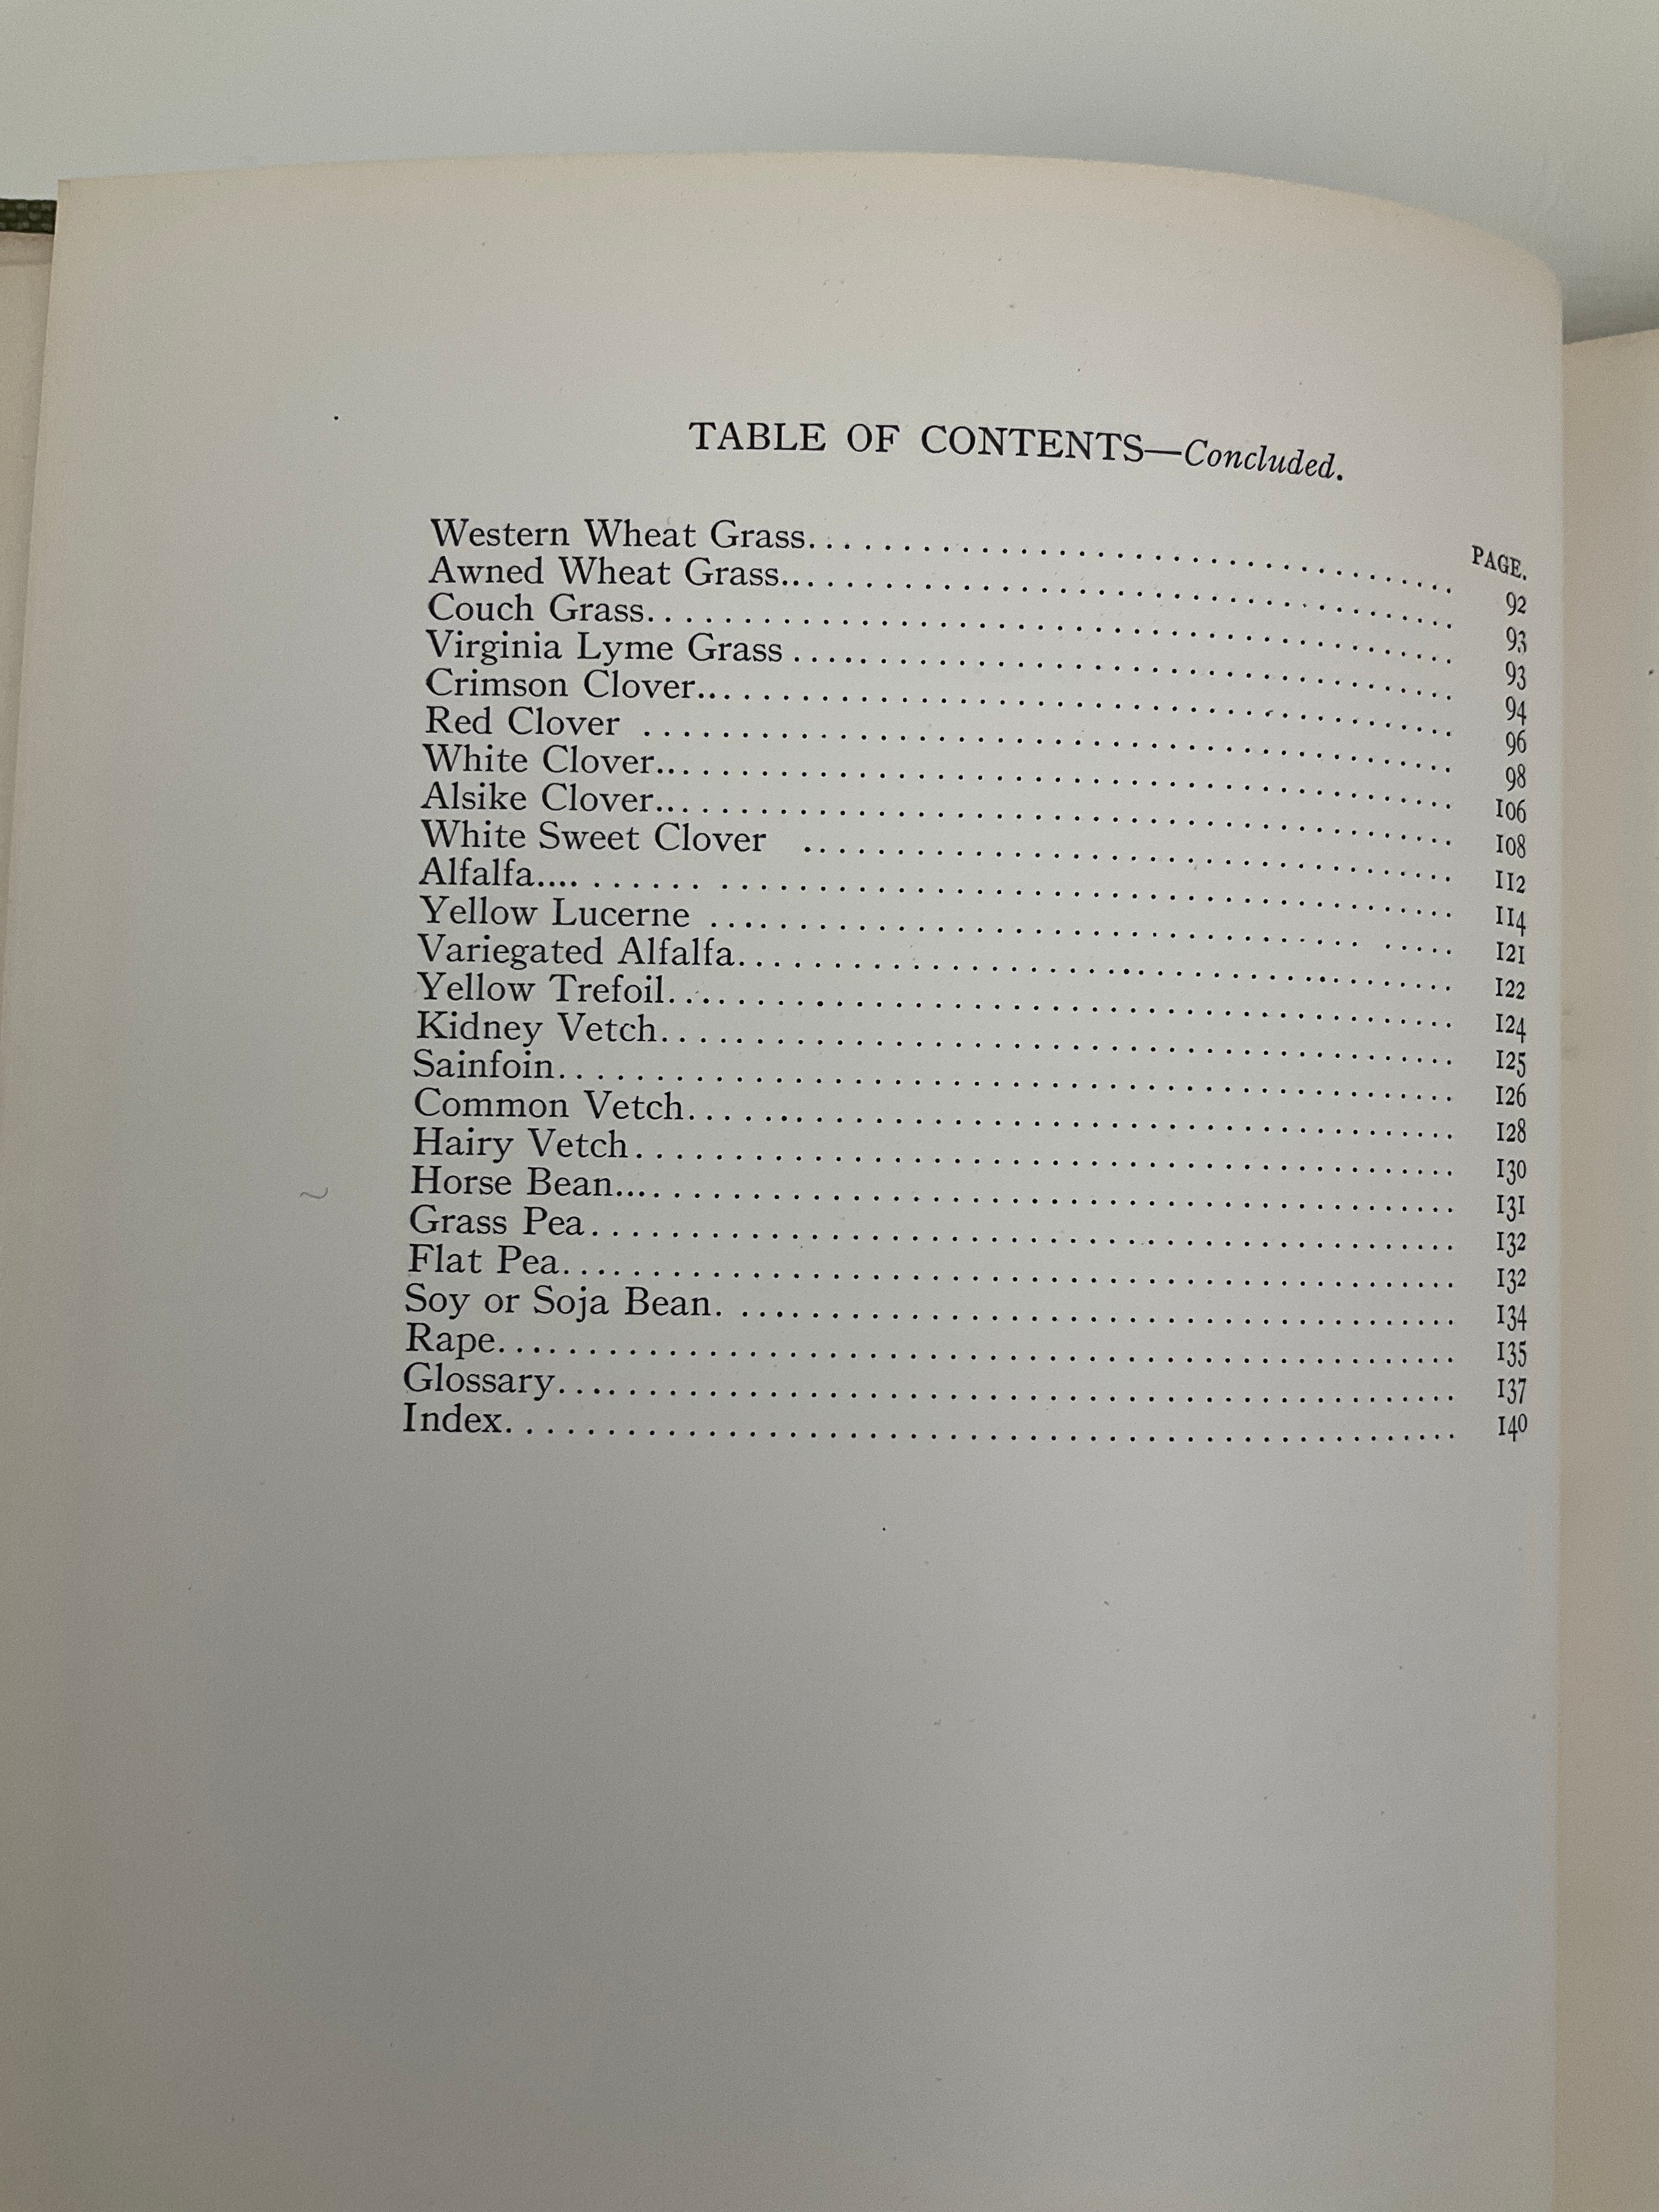 TABLE OF CONTENTS—Concluded.
PAGE.
Western Wheat Grass........................................ 92
Awned Wheat Grass........................................ 93
Couch Grass........................................ 93
Virginia Lyme Grass ........................................ 94
Crimson Clover........................................ 96
Red Clover ........................................ 98
White Clover........................................ 106
Alsike Clover........................................ 108
White Sweet Clover ........................................ 112
Alfalfa........................................ 114
Yellow Lucerne ........................................ 121
Variegated Alfalfa........................................ 122
Yellow Trefoil........................................ 124
Kidney Vetch........................................ 125
Sainfoin........................................ 126
Common Vetch........................................ 128
Hairy Vetch........................................ 130
Horse Bean........................................ 131
Grass Pea........................................ 132
Flat Pea........................................ 132
Soy or Soja Bean........................................ 134
Rape........................................ 135
Glossary........................................ 137
Index........................................ 140